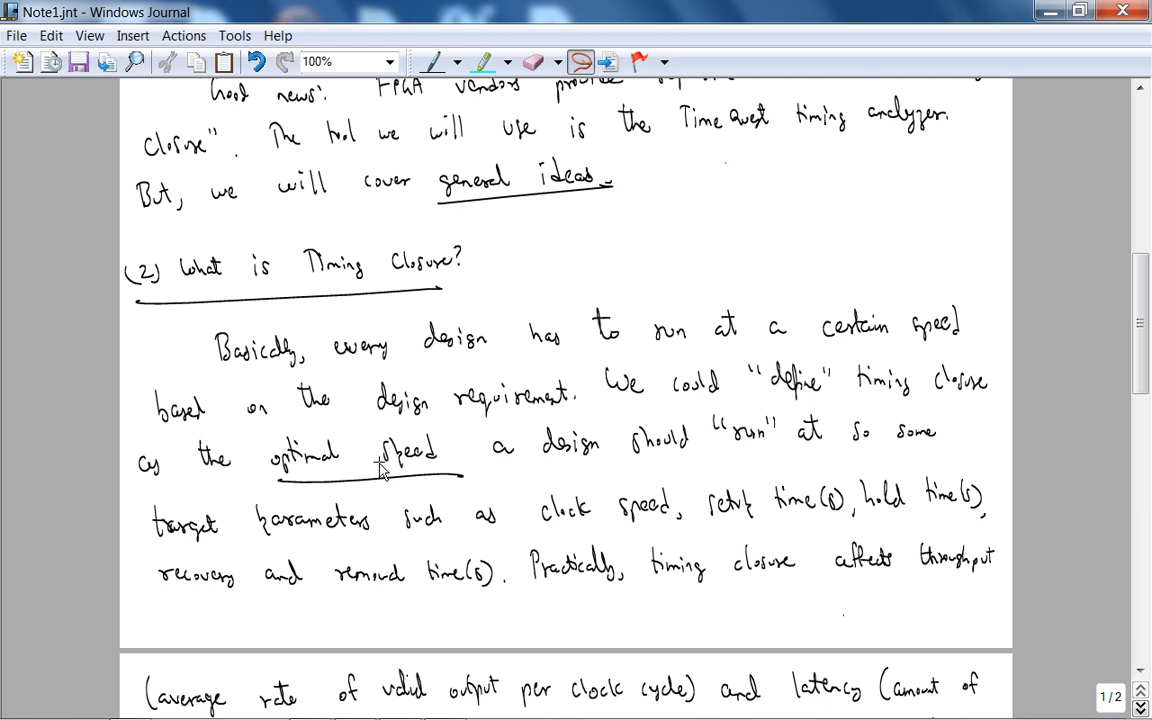 Note1.jnt - Windows Journal
File Edit View Insert Actions Tools Help
100%
Good news: FPGA vendors provide
closure". The tool we will use is the TimeQuest timing analyzer.
But, we will cover general ideas.
(2) What is Timing Closure?
Basically, every design has to run at a certain speed
based on the design requirement. We could "define" timing closure
as the optimal speed a design should "run" at so some
target parameters such as clock speed, setup time(s), hold time(s),
recovery and removal time(s). Practically, timing closure affects throughput
1/2
(average rate of valid output per clock cycle) and latency (amount of